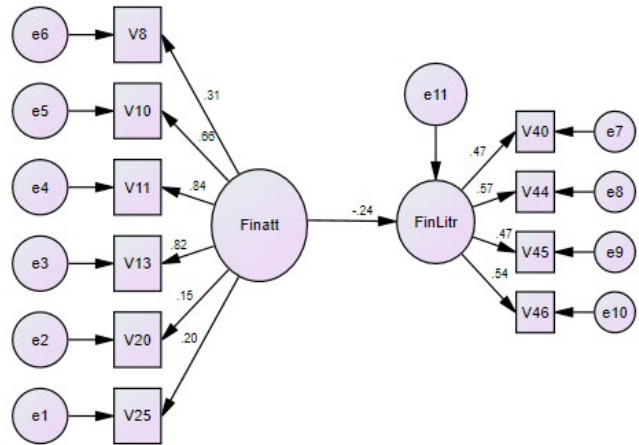 e6
V8
e5
V10
e4
V11
e3
V13
e2
V20
e1
V25
.31
.66
.84
.82
.15
.20
Finatt
-.24
e11
FinLitr
.47
.57
.47
.54
V40
e7
V44
e8
V45
e9
V46
e10